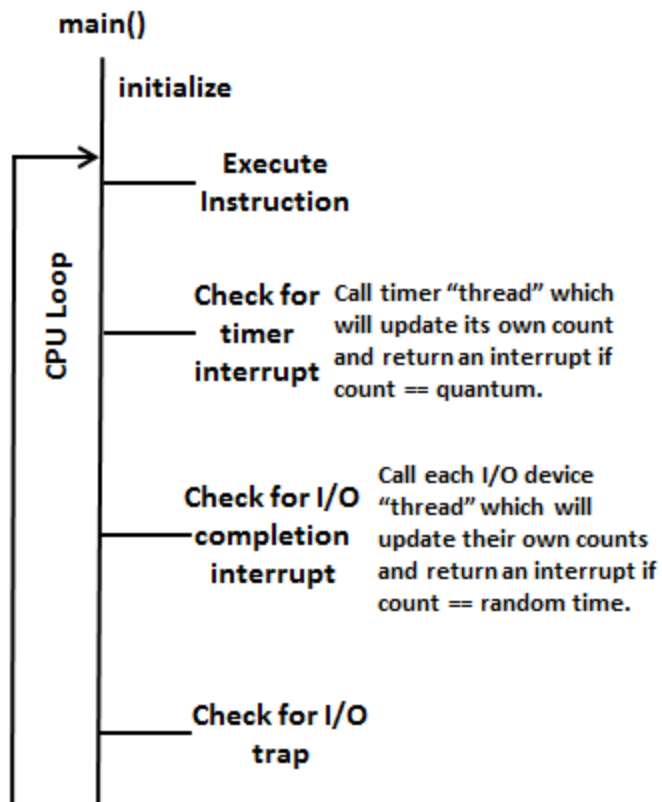 main()
initialize
Execute
Instruction
CPU Loop
Check for
timer
interrupt
Call timer “thread” which
will update its own count
and return an interrupt if
count == quantum.
Check for I/O
completion
interrupt
Call each I/O device
“thread” which will
update their own counts
and return an interrupt if
count == random time.
Check for I/O
trap